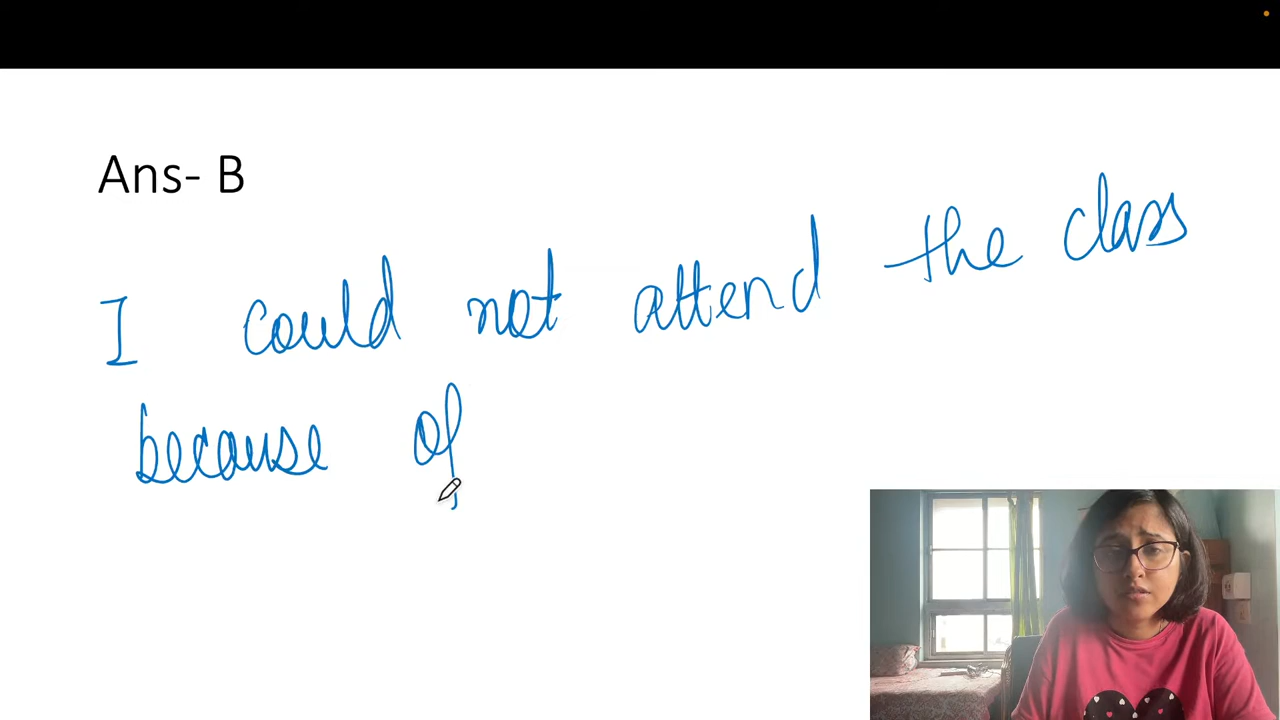 Ans- B
I could not attend the class
because of